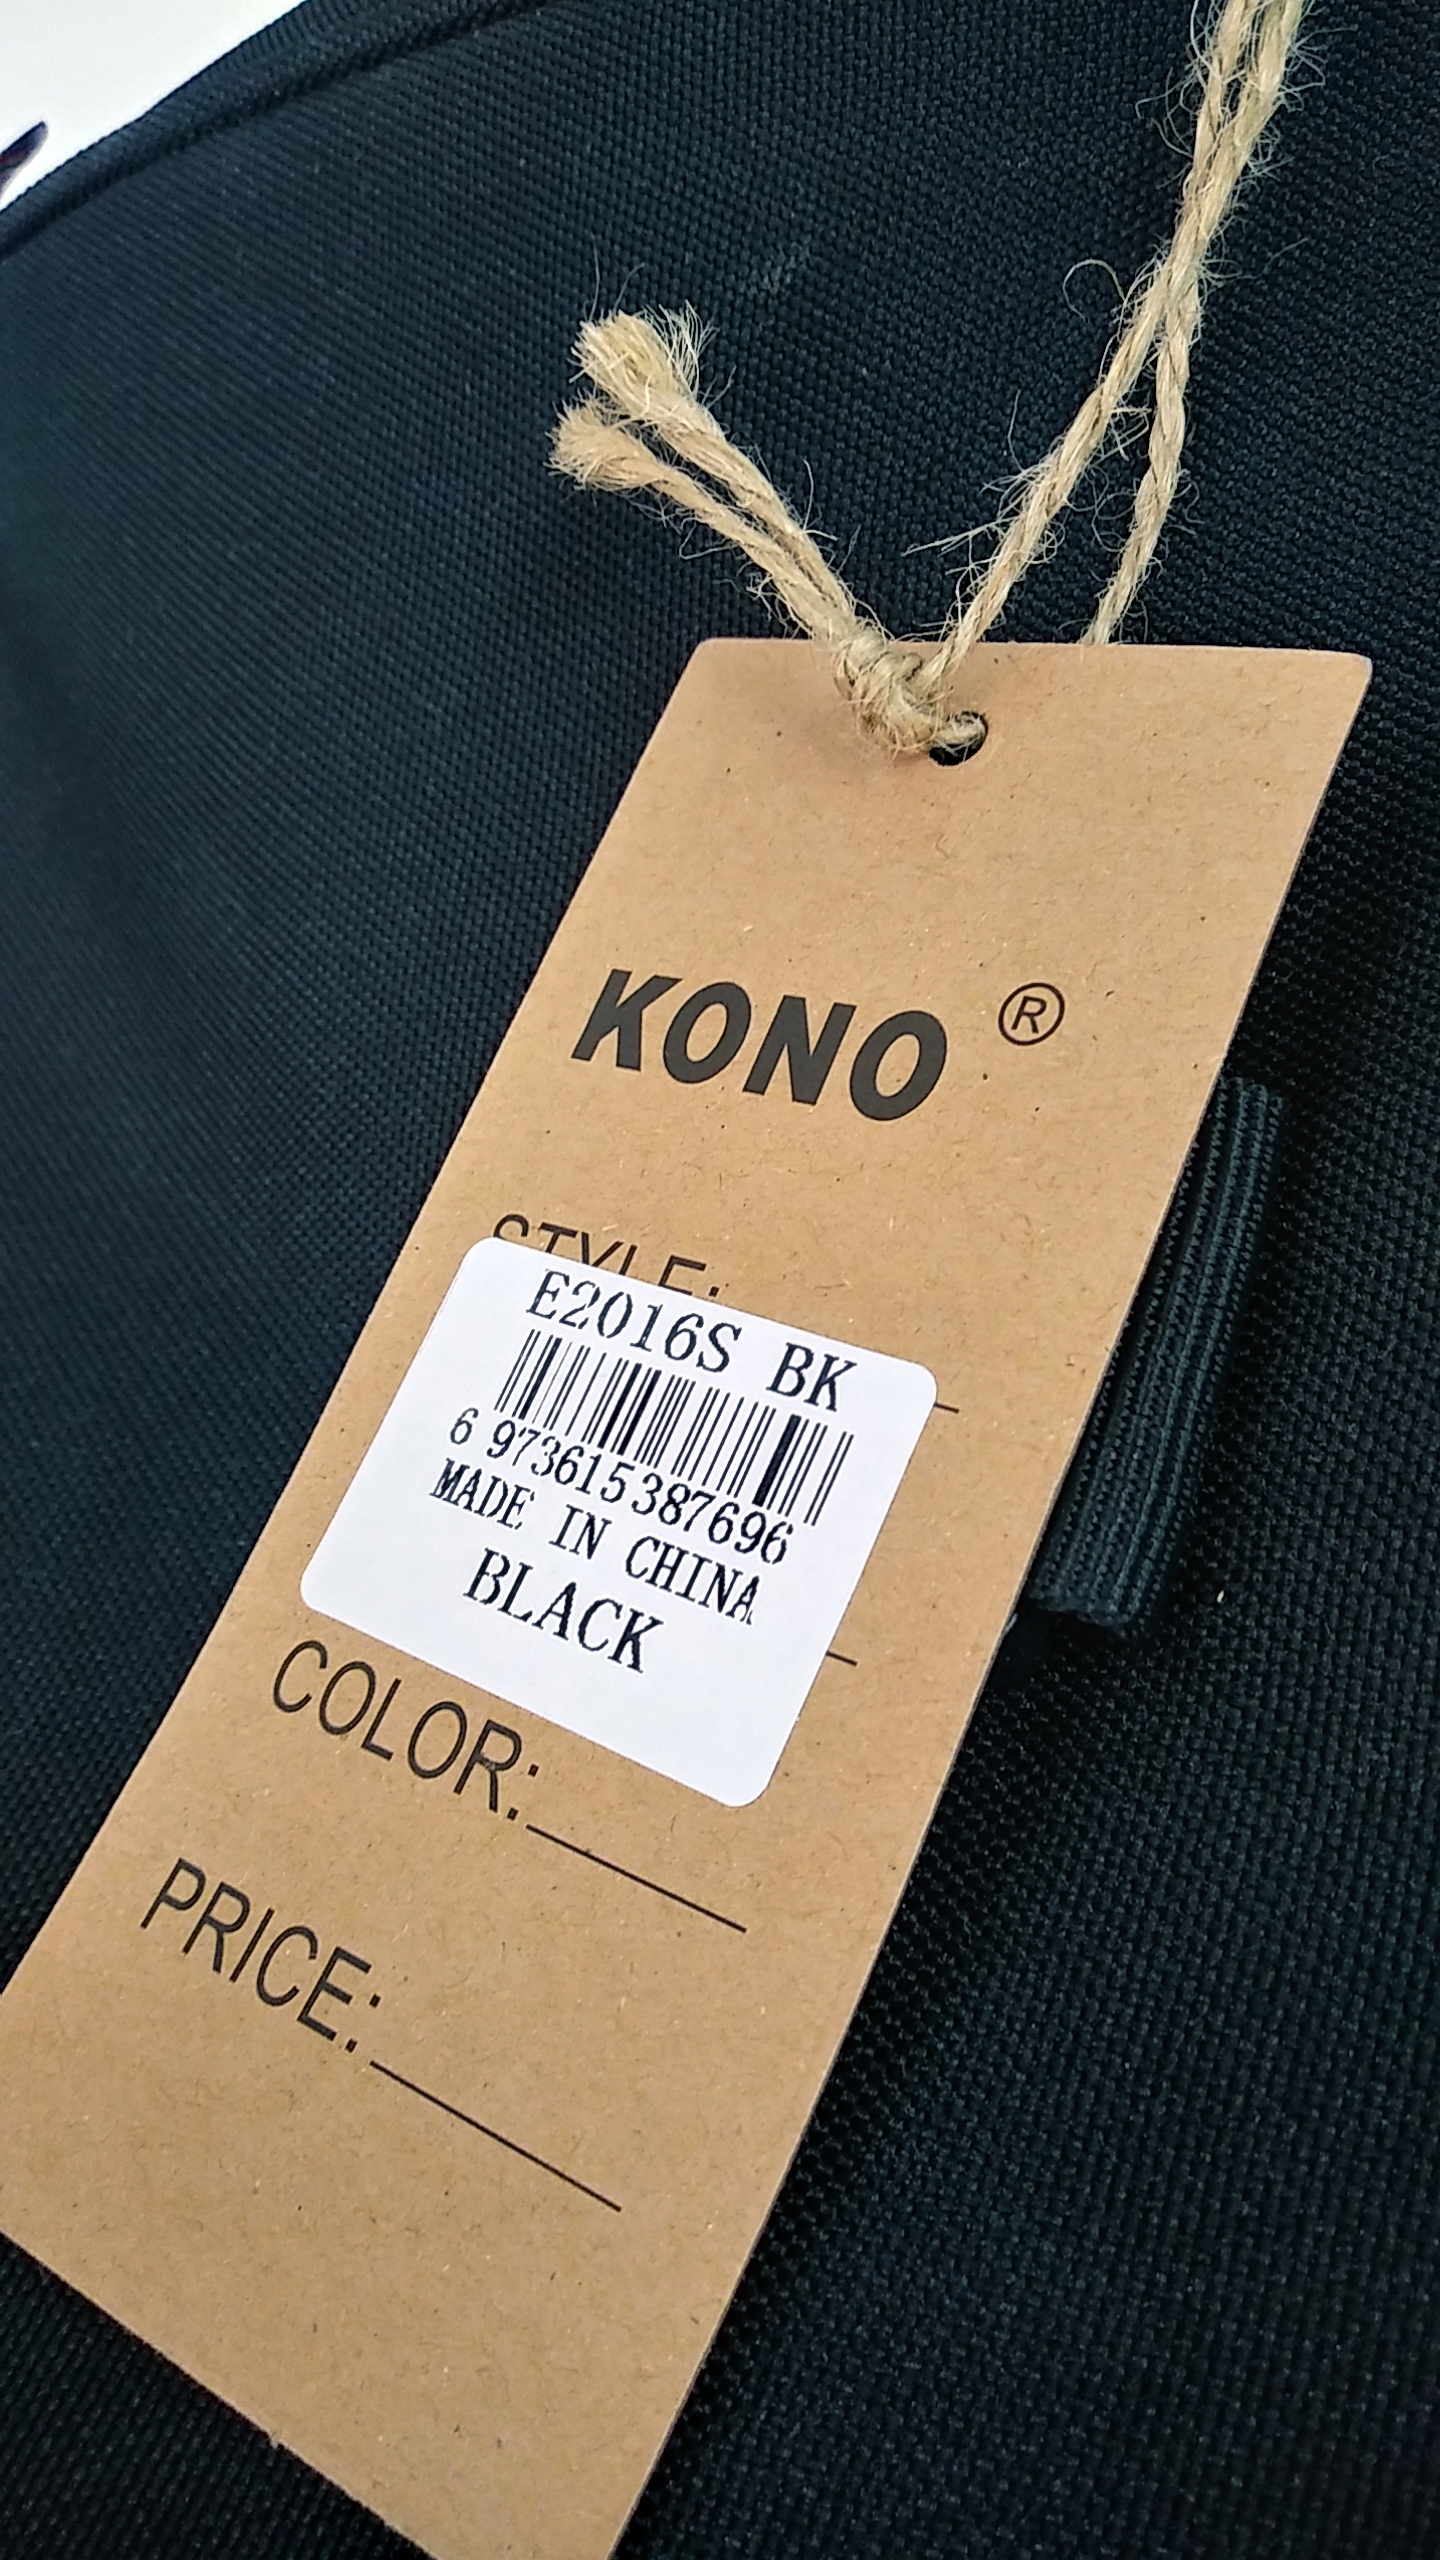 KONO ®
STYLE:
E2016S BK
6 973615 387696
MADE IN CHINA
BLACK
COLOR:
PRICE: